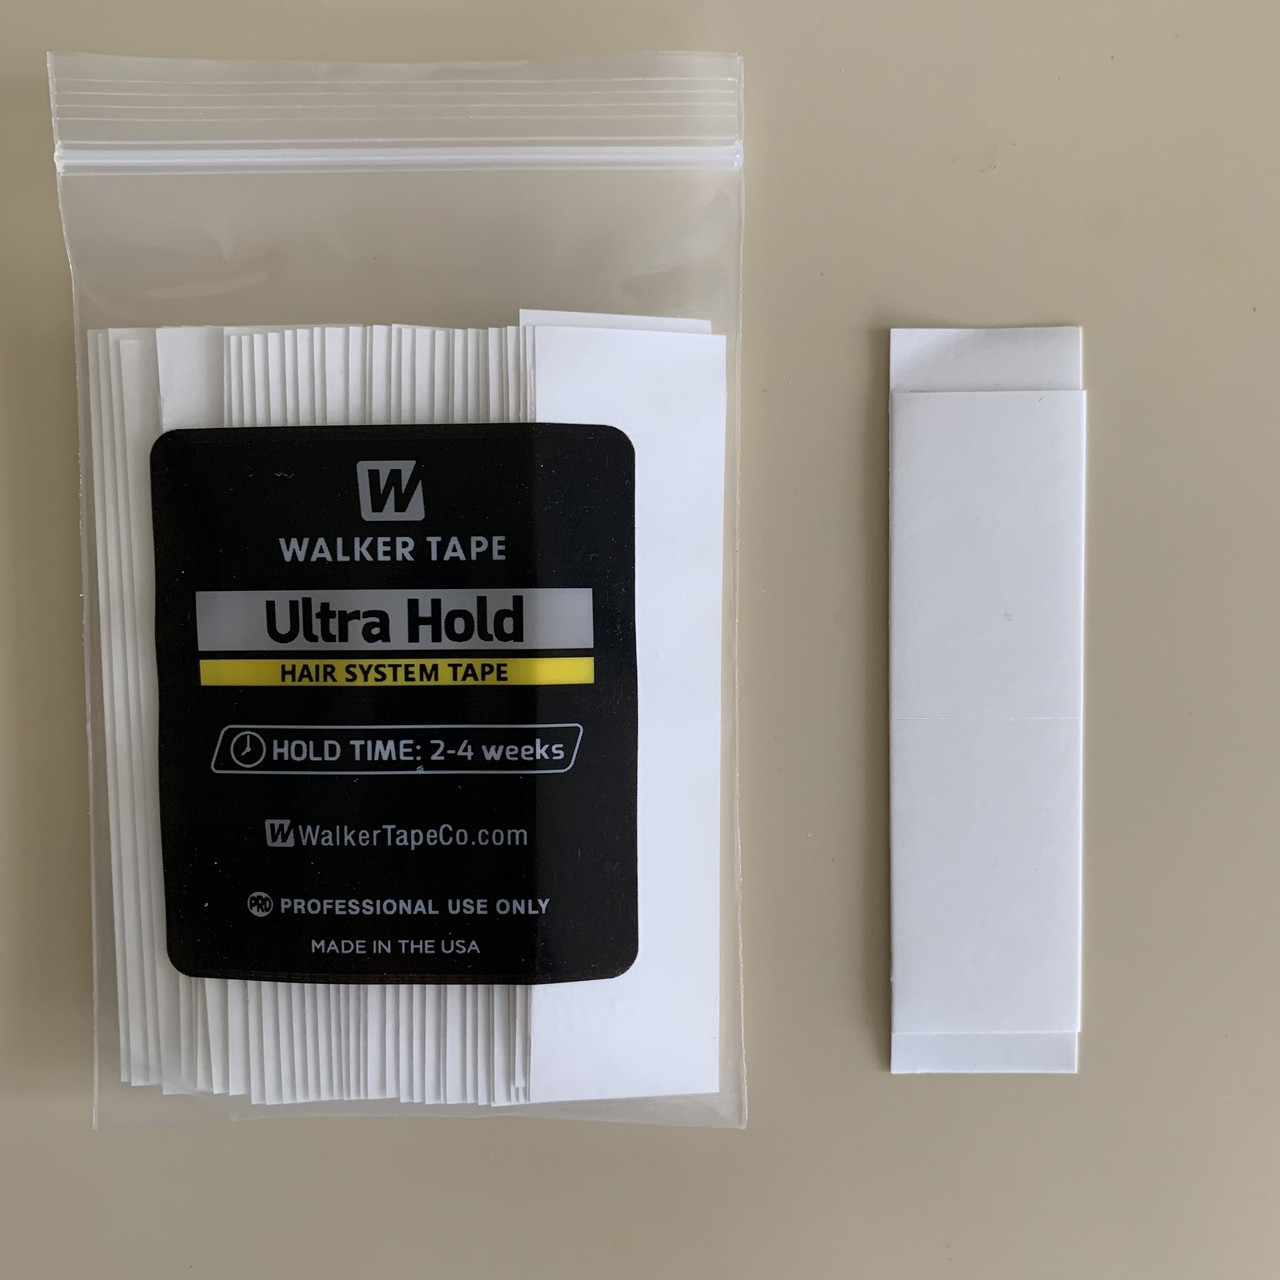 W
WALKER TAPE
Ultra Hold
HAIR SYSTEM TAPE
HOLD TIME: 2-4 weeks
W WalkerTapeCo.com
PRO PROFESSIONAL USE ONLY
MADE IN THE USA